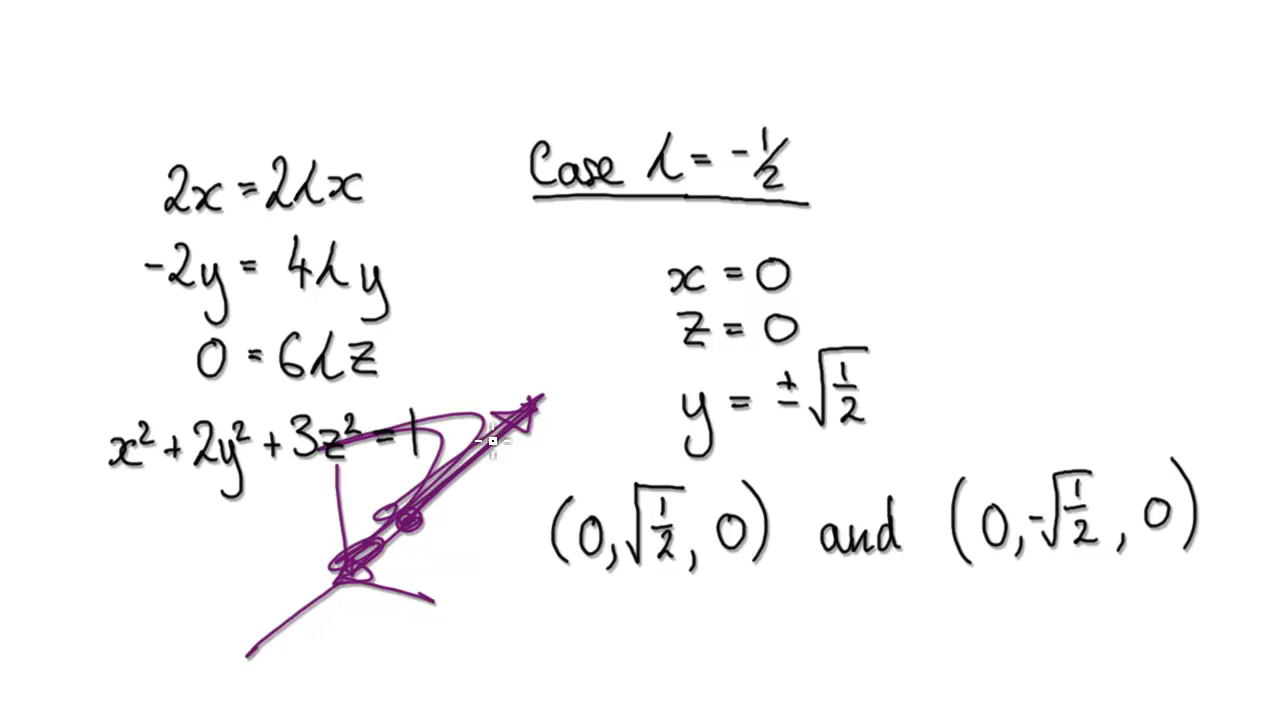 2x = 2λx
-2y = 4λy
0 = 6λz
x² + 2y² + 3z² = 1
Case λ = -1/2
x = 0
z = 0
y = ±√(1/2)
(0, √(1/2), 0) and (0, -√(1/2), 0)